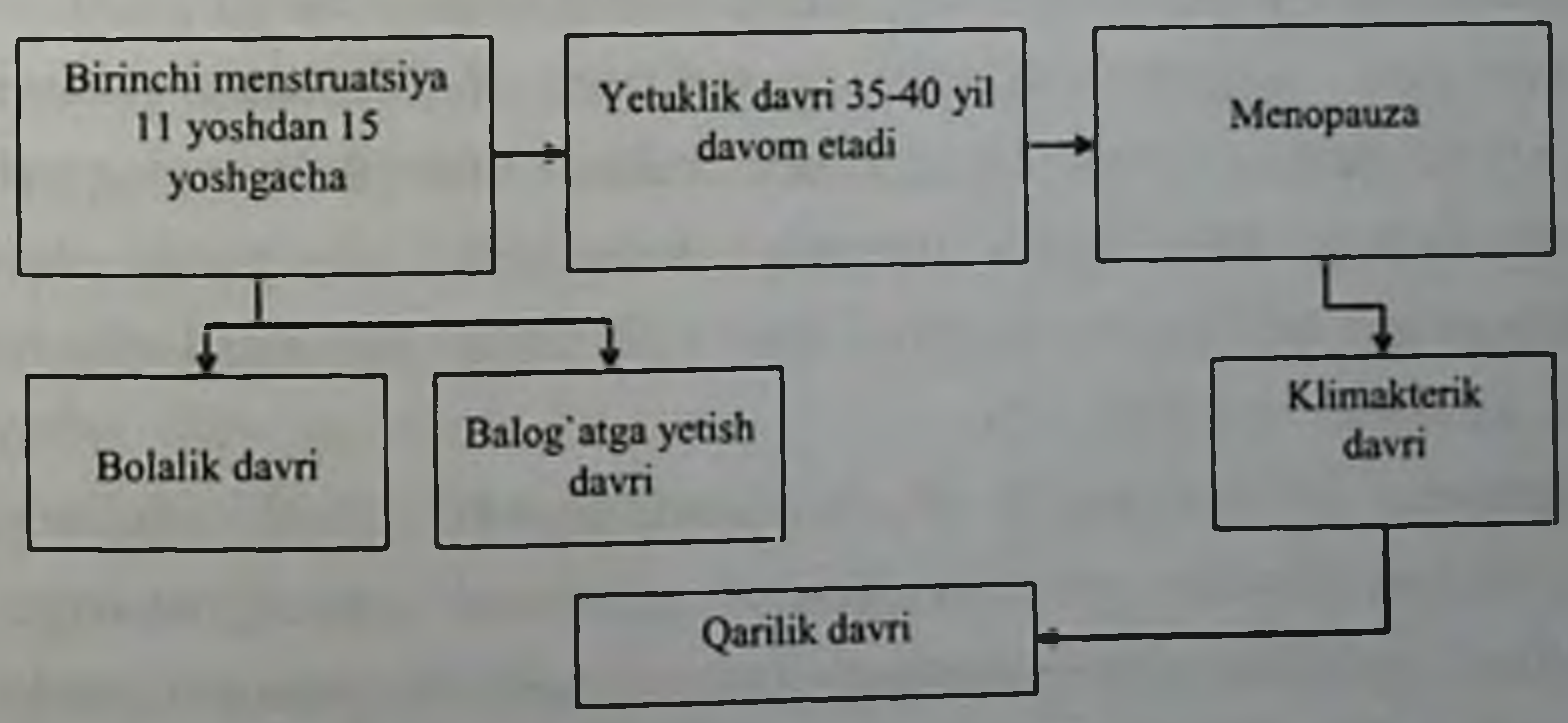 Birinchi menstruatsiya
11 yoshdan 15
yoshgacha
Yetuklik davri 35-40 yil
davom etadi
Menopauza
Bolalik davri
Balog`atga yetish
davri
Klimakterik
davri
Qarilik davri